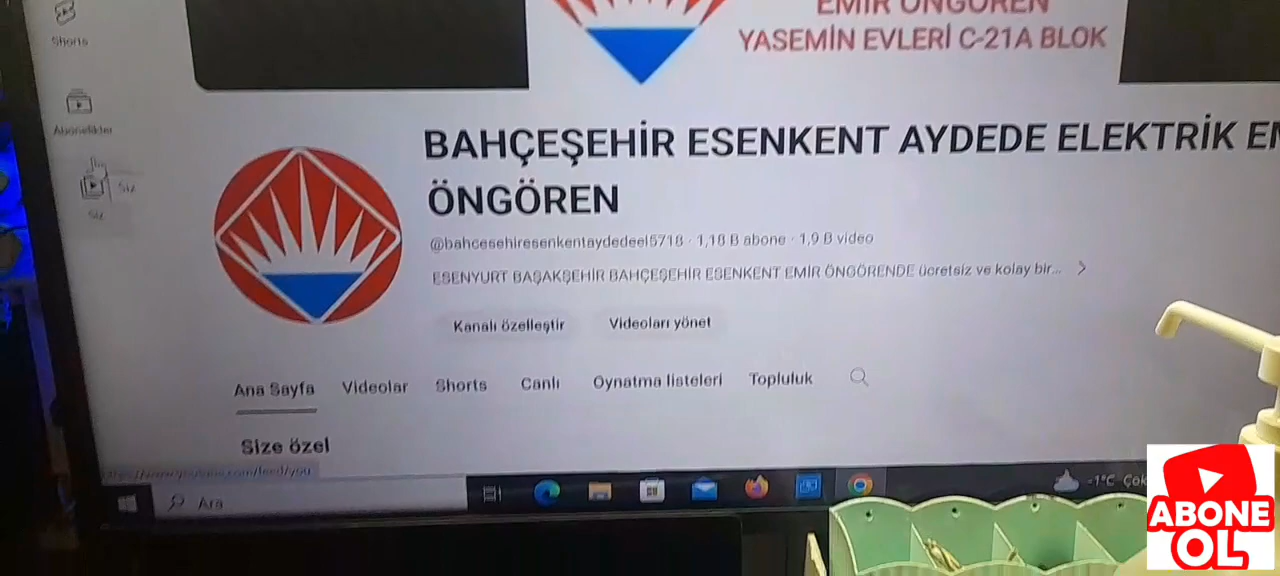 EMİR ÖNGÖREN
YASEMİN EVLERİ C-21A BLOK
Shorts
Abonelikler
Siz
Siz
BAHÇEŞEHİR ESENKENT AYDEDE ELEKTRİK
ÖNGÖREN
@bahcesehiresenkentaydedeel5718 · 1,18 B abone · 1,9 B video
ESENYURT BAŞAKŞEHİR BAHÇEŞEHİR ESENKENT EMİR ÖNGÖRENDE ücretsiz ve kolay bir...
Kanalı özelleştir
Videoları yönet
Ana Sayfa Videolar Shorts Canlı Oynatma listeleri Topluluk
Size özel
Ara
-1°C Çok
ABONE
OL